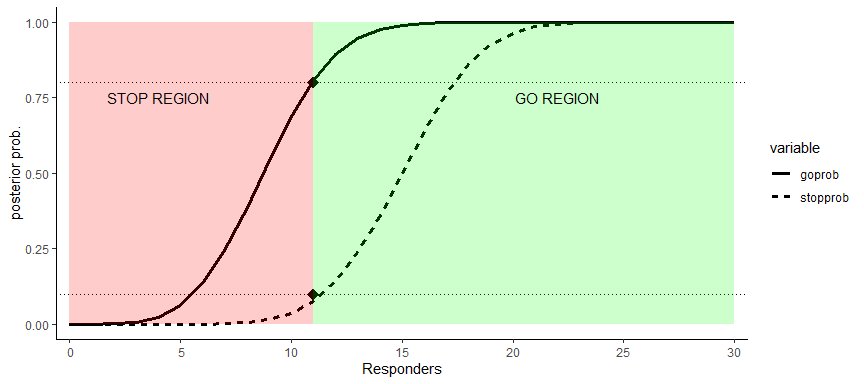 1.00
0.75
0.50
0.25
0.00
posterior prob.
STOP REGION
GO REGION
0
5
10
15
20
25
30
Responders
variable
goprob
stopprob